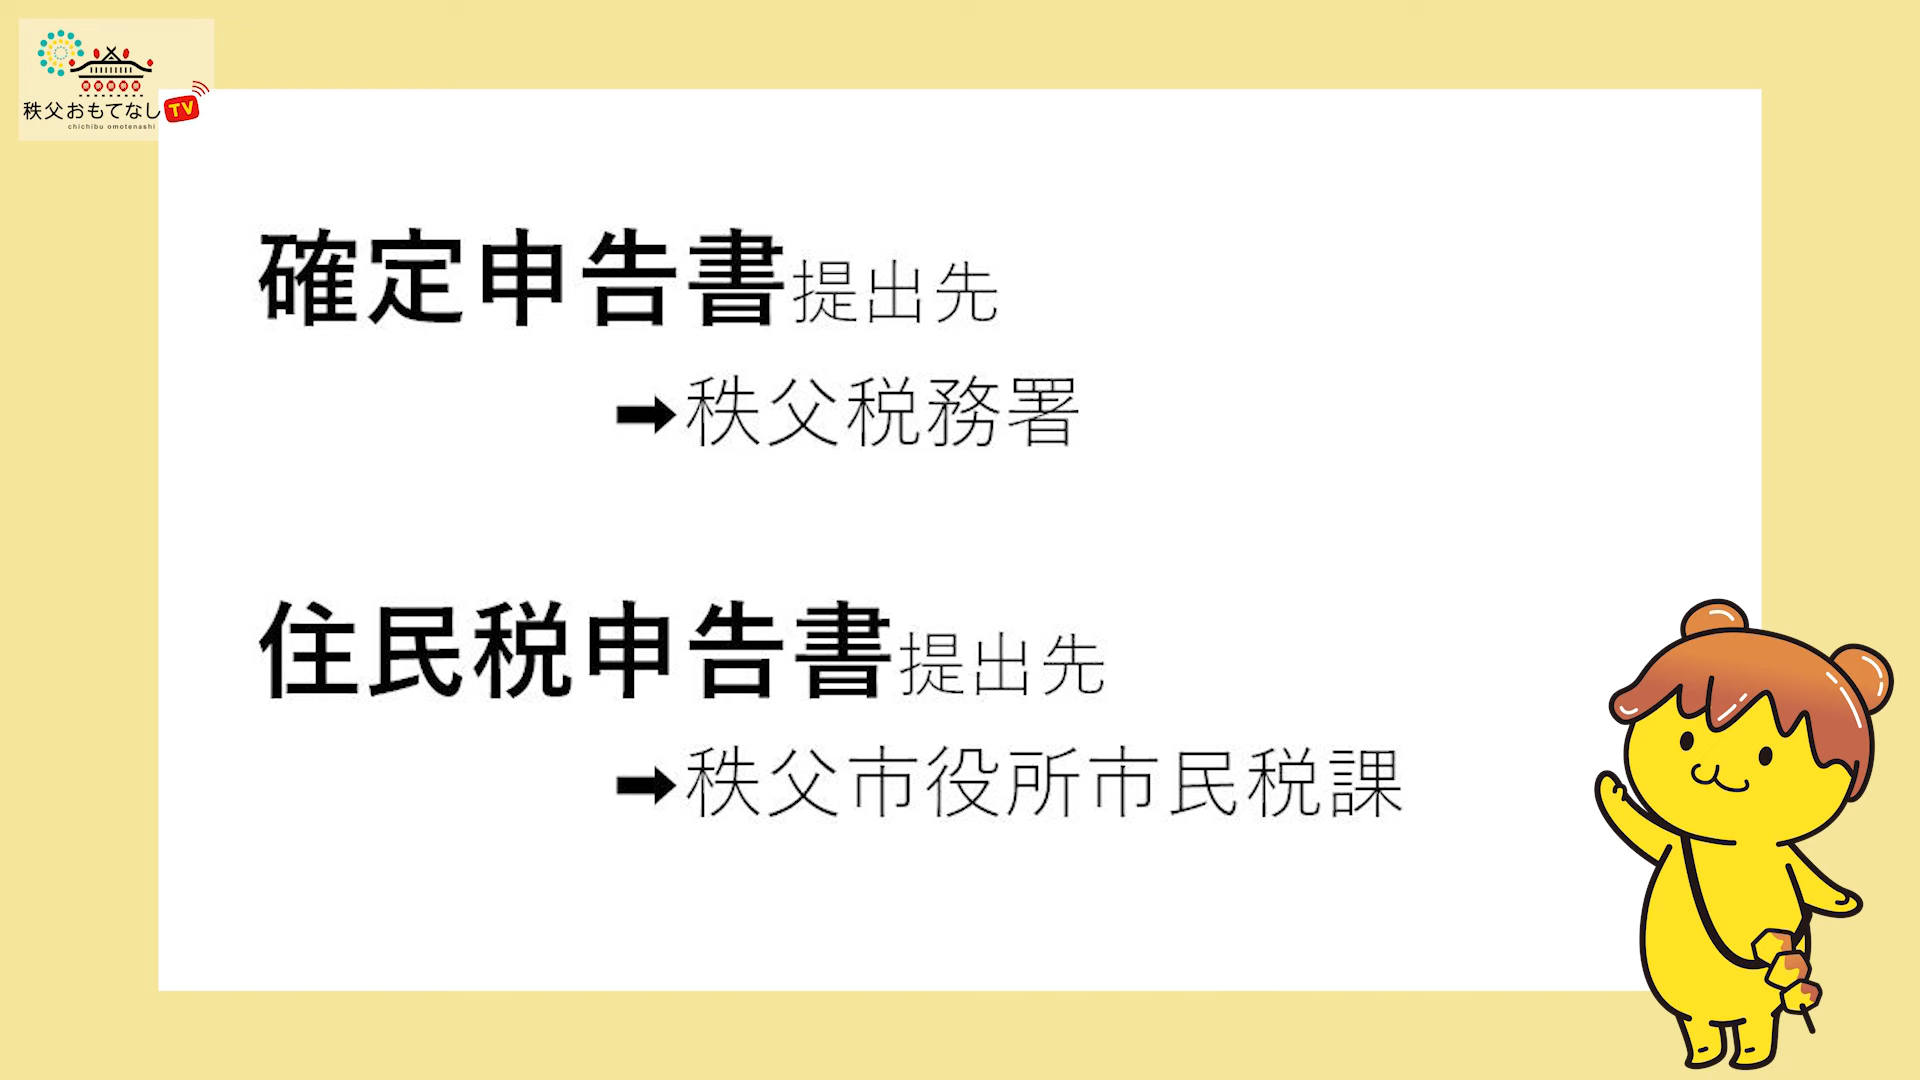 秩父おもてなしTV
chichibu omotenashi
確定申告書提出先
➡秩父税務署
住民税申告書提出先
➡秩父市役所市民税課